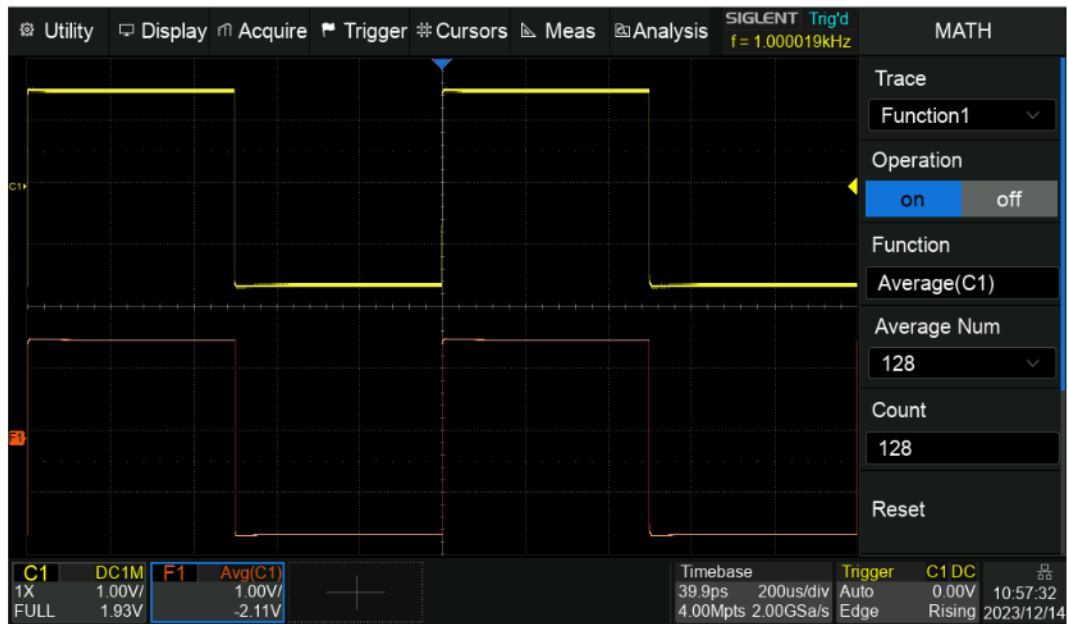 Utility Display Acquire Trigger Cursors Meas Analysis SIGLENT Trig'd MATH
f = 1.000019kHz
Trace
Function1
Operation
on off
Function
Average(C1)
Average Num
128
Count
128
Reset
C1
F1
C1 DC1M F1 Avg(C1) Timebase Trigger C1 DC
1X 1.00V/ 1.00V/ 39.9ps 200us/div Auto 0.00V 10:57:32
FULL 1.93V -2.11V 4.00Mpts 2.00GSa/s Edge Rising 2023/12/14